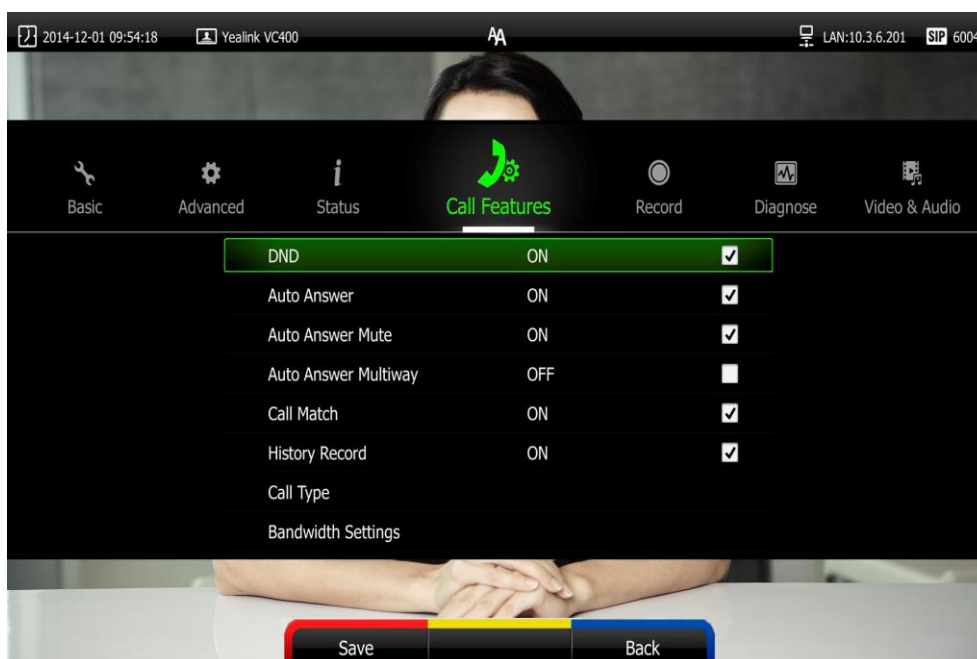 2014-12-01 09:54:18 Yealink VC400 AA LAN:10.3.6.201 SIP 6004
Basic Advanced Status Call Features Record Diagnose Video & Audio
DND ON
Auto Answer ON
Auto Answer Mute ON
Auto Answer Multiway OFF
Call Match ON
History Record ON
Call Type
Bandwidth Settings
Save Back